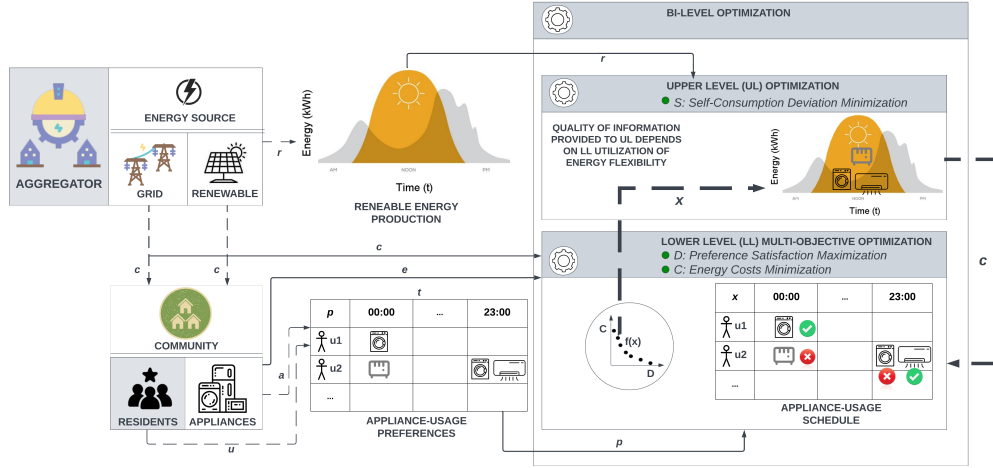 BI-LEVEL OPTIMIZATION
r
UPPER LEVEL (UL) OPTIMIZATION
S: Self-Consumption Deviation Minimization
QUALITY OF INFORMATION
PROVIDED TO UL DEPENDS
ON LL UTILIZATION OF
ENERGY FLEXIBILITY
Energy (kWh)
AM
NOON
PM
Time (t)
x
AGGREGATOR
ENERGY SOURCE
GRID
RENEWABLE
r
Energy (kWh)
AM
NOON
PM
Time (t)
RENEABLE ENERGY
PRODUCTION
c
c
c
e
c
LOWER LEVEL (LL) MULTI-OBJECTIVE OPTIMIZATION
D: Preference Satisfaction Maximization
C: Energy Costs Minimization
COMMUNITY
RESIDENTS
APPLIANCES
a
u
t
p
00:00
...
23:00
u1
u2
...
APPLIANCE-USAGE
PREFERENCES
p
C
f(x)
D
x
00:00
...
23:00
u1
u2
...
APPLIANCE-USAGE
SCHEDULE